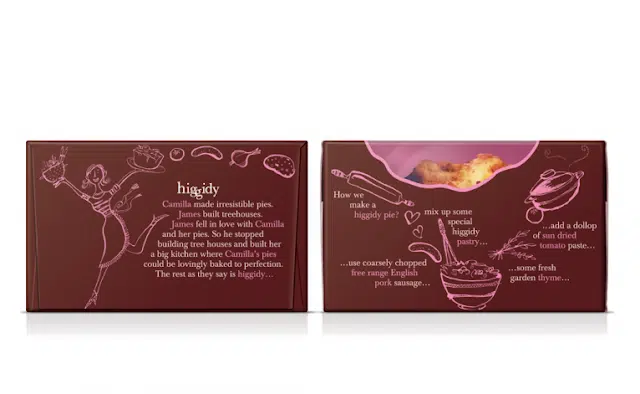 higgidy
Camilla made irresistible pies.
James built treehouses.
James fell in love with Camilla
and her pies. So he stopped
building tree houses and built her
a big kitchen where Camilla's pies
could be lovingly baked to perfection.
The rest as they say is higgidy...
How we
make a
higgidy pie?
mix up some
special
higgidy
pastry...
...add a dollop
of sun dried
tomato paste...
...use coarsely chopped
free range English
pork sausage...
...some fresh
garden thyme...